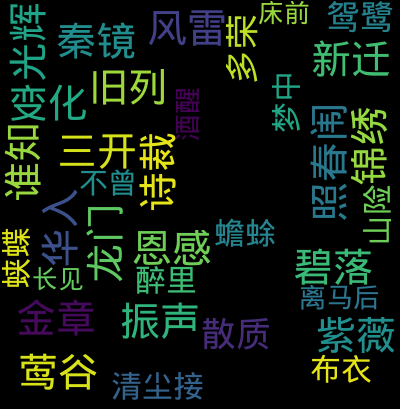 床前
鸳鹭
风雷
光辉
秦镜
多荣
新迁
旧列
变化
梦中
酒醒
照春闱
锦绣
谁知
三开
诗裁
不曾
山险
华人
龙门
恩感
蟾蜍
蛱蝶
长见
醉里
碧落
离马后
金章
振声
散质
紫薇
莺谷
清尘接
布衣